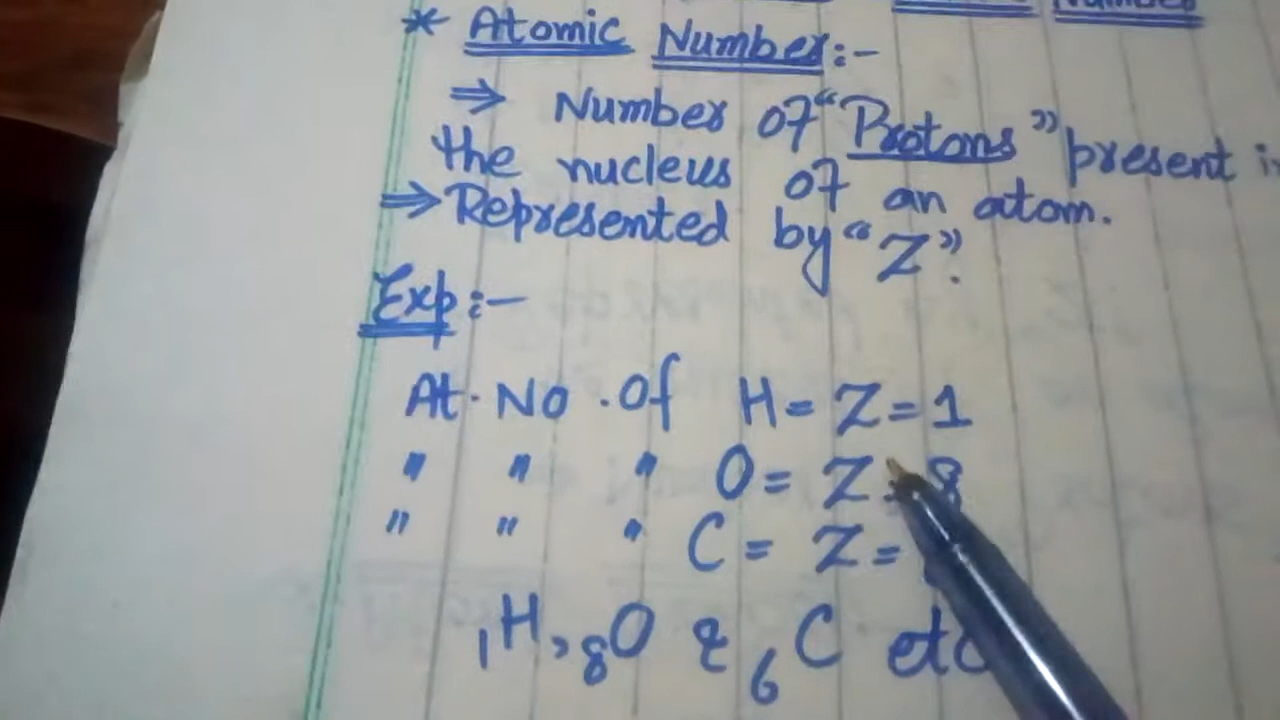 * Atomic Number:-
⇒ Number of "Protons" present
the nucleus of an atom.
⇒ Represented by "Z".
Exp:-
At. No. of H = Z = 1
" " " O = Z = 8
" " " C = Z =
₁H, ₈O & ₆C etc